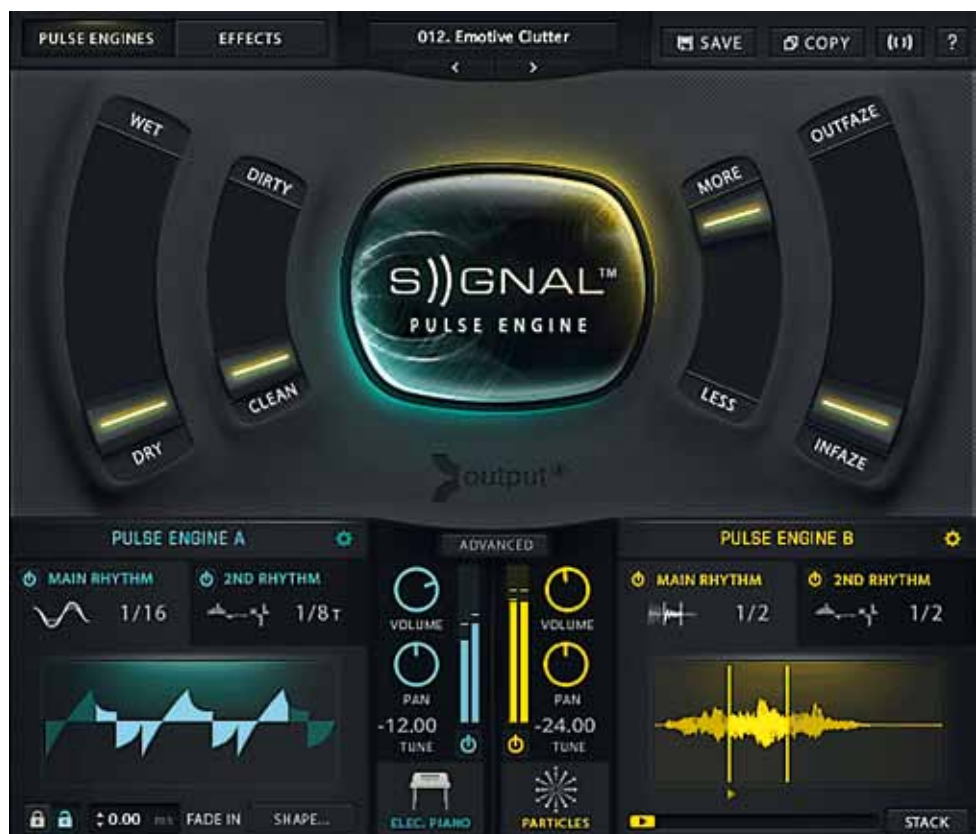 PULSE ENGINES EFFECTS 012. Emotive Clutter SAVE COPY ?
< >
WET OUTFAZE
DIRTY MORE
S))GNAL™
PULSE ENGINE
CLEAN LESS
DRY INFAZE
output
PULSE ENGINE A ADVANCED PULSE ENGINE B
MAIN RHYTHM 2ND RHYTHM MAIN RHYTHM 2ND RHYTHM
1/16 1/8 T 1/2 1/2
VOLUME VOLUME
PAN PAN
-12.00 -24.00
TUNE TUNE
0.00 ms FADE IN SHAPE... ELEC. PIANO PARTICLES STACK